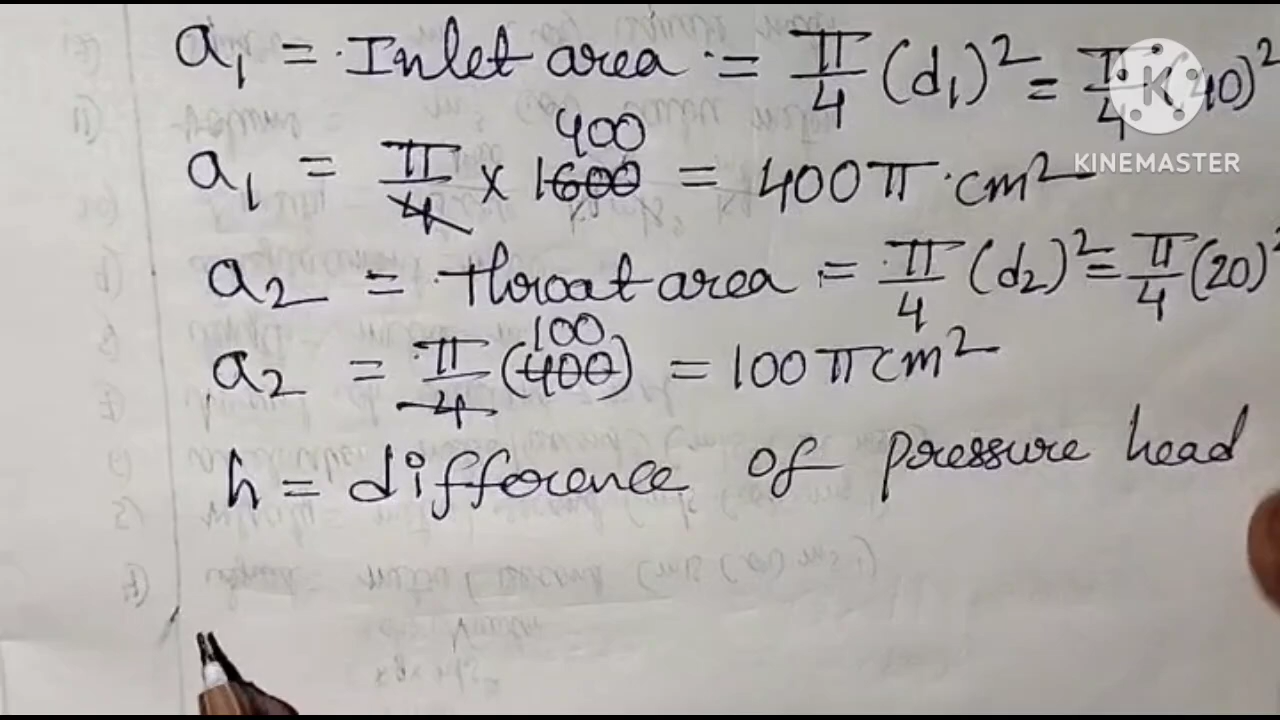 a₁ = Inlet area = π/4 (d₁)² = π/4 (40)²
a₁ = π/4 × 1600 400 = 400π cm²
a₂ = Throat area = π/4 (d₂)² = π/4 (20)²
a₂ = π/4 (400) 100 = 100π cm²
h = difference of pressure head
KINEMASTER